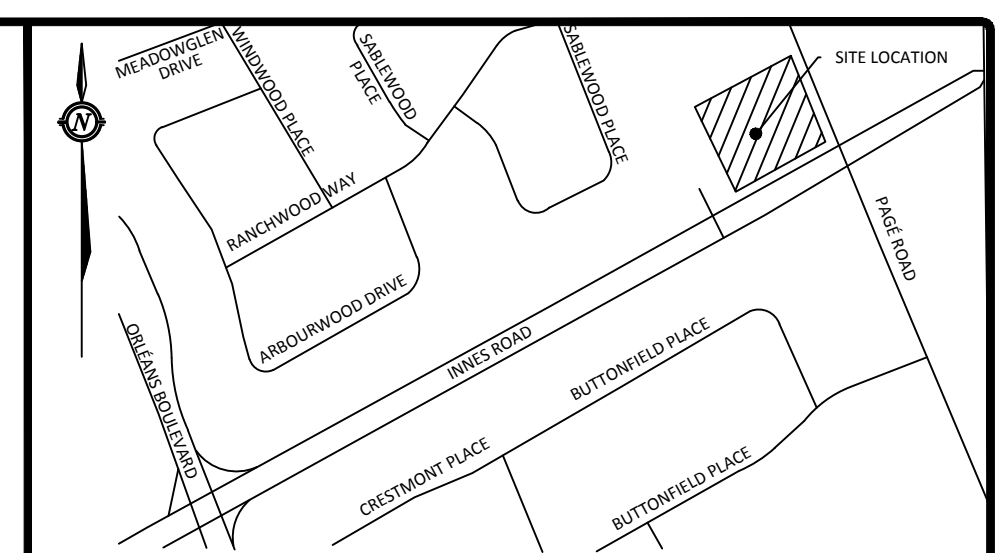 MEADOWGLEN
DRIVE
WINDWOOD PLACE
SABLEWOOD
PLACE
SABLEWOOD PLACE
SITE LOCATION
N
RANCHWOOD WAY
ARBOURWOOD DRIVE
PAGÉ ROAD
ORLÉANS BOULEVARD
INNES ROAD
BUTTONFIELD PLACE
CRESTMONT PLACE
BUTTONFIELD PLACE